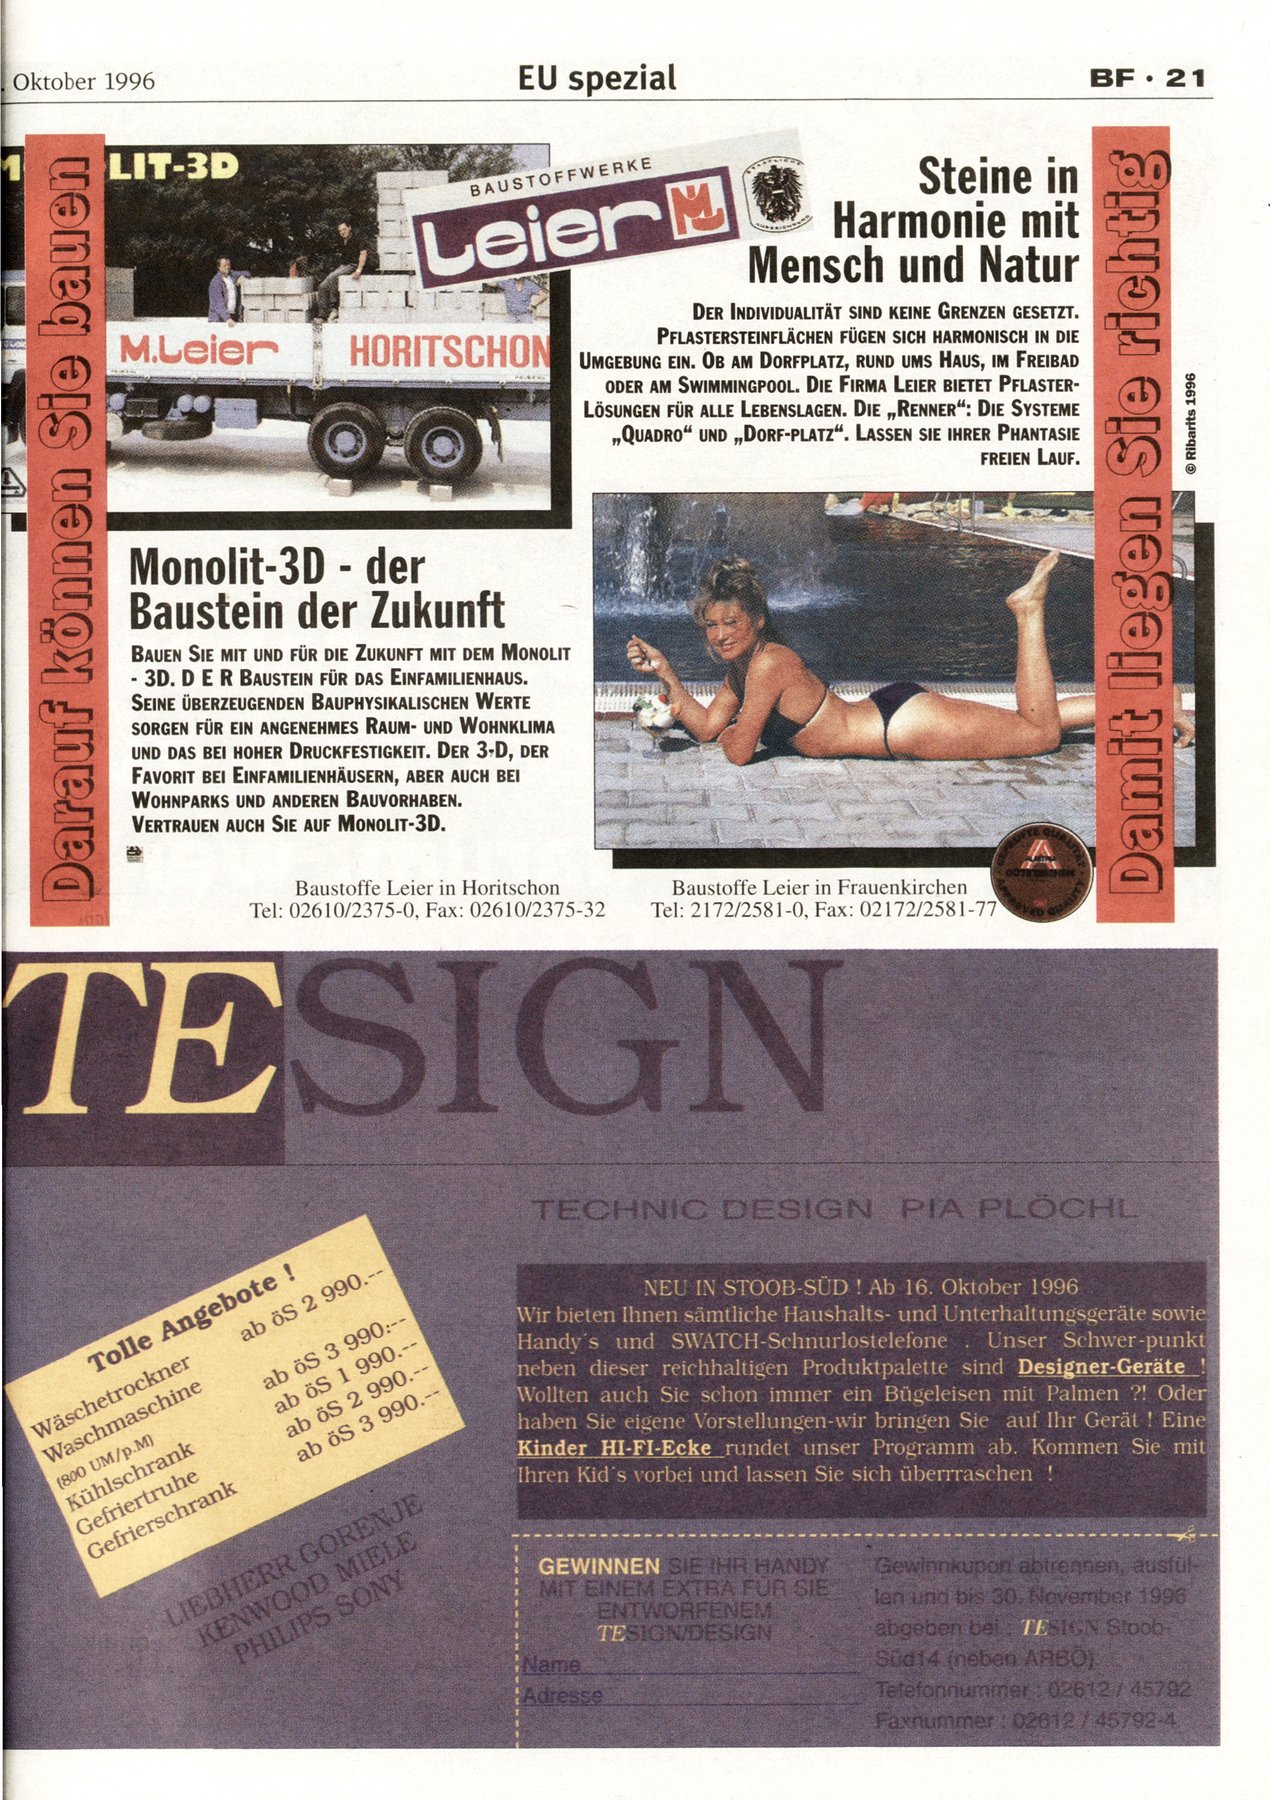 . Oktober 1996
EU spezial
BF · 21
Darauf können Sie bauen
LIT-3D
M.Leier HORITSCHON
BAUSTOFFWERKE
Leier
AUSZEICHNUNG
Steine in
Harmonie mit
Mensch und Natur
DER INDIVIDUALITÄT SIND KEINE GRENZEN GESETZT.
PFLASTERSTEINFLÄCHEN FÜGEN SICH HARMONISCH IN DIE
UMGEBUNG EIN. OB AM DORFPLATZ, RUND UMS HAUS, IM FREIBAD
ODER AM SWIMMINGPOOL. DIE FIRMA LEIER BIETET PFLASTER-
LÖSUNGEN FÜR ALLE LEBENSLAGEN. DIE „RENNER“: DIE SYSTEME
„QUADRO“ UND „DORF-PLATZ“. LASSEN SIE IHRER PHANTASIE
FREIEN LAUF.
Damit liegen Sie richtig
© Ribarits 1996
Monolit-3D - der
Baustein der Zukunft
BAUEN SIE MIT UND FÜR DIE ZUKUNFT MIT DEM MONOLIT
- 3D. D E R BAUSTEIN FÜR DAS EINFAMILIENHAUS.
SEINE ÜBERZEUGENDEN BAUPHYSIKALISCHEN WERTE
SORGEN FÜR EIN ANGENEHMES RAUM- UND WOHNKLIMA
UND DAS BEI HOHER DRUCKFESTIGKEIT. DER 3-D, DER
FAVORIT BEI EINFAMILIENHÄUSERN, ABER AUCH BEI
WOHNPARKS UND ANDEREN BAUVORHABEN.
VERTRAUEN AUCH SIE AUF MONOLIT-3D.
Baustoffe Leier in Horitschon
Tel: 02610/2375-0, Fax: 02610/2375-32
Baustoffe Leier in Frauenkirchen
Tel: 2172/2581-0, Fax: 02172/2581-77
TESIGN
TECHNIC DESIGN PIA PLÖCHL
Tolle Angebote !
Wäschetrockner ab öS 2 990.--
Waschmaschine
(800 UM/p.M) ab öS 3 990.--
Kühlschrank ab öS 1 990.--
Gefriertruhe ab öS 2 990.--
Gefrierschrank ab öS 3 990.--
LIEBHERR GORENJE
KENWOOD MIELE
PHILIPS SONY
NEU IN STOOB-SÜD ! Ab 16. Oktober 1996
Wir bieten Ihnen sämtliche Haushalts- und Unterhaltungsgeräte sowie
Handy´s und SWATCH-Schnurlostelefone . Unser Schwer-punkt
neben dieser reichhaltigen Produktpalette sind Designer-Geräte !
Wollten auch Sie schon immer ein Bügeleisen mit Palmen ?! Oder
haben Sie eigene Vorstellungen-wir bringen Sie auf Ihr Gerät ! Eine
Kinder HI-FI-Ecke rundet unser Programm ab. Kommen Sie mit
Ihren Kid´s vorbei und lassen Sie sich überrraschen !
GEWINNEN SIE IHR HANDY
MIT EINEM EXTRA FÜR SIE
ENTWORFENEM
TESIGN/DESIGN
Name
Adresse
Gewinnkupon abtrennen, ausfül-
len und bis 30. November 1996
abgeben bei : TESIGN Stoob-
Süd14 (neben ARBÖ)
Telefonnummer : 02612 / 45792
Faxnummer : 02612 / 45792-4